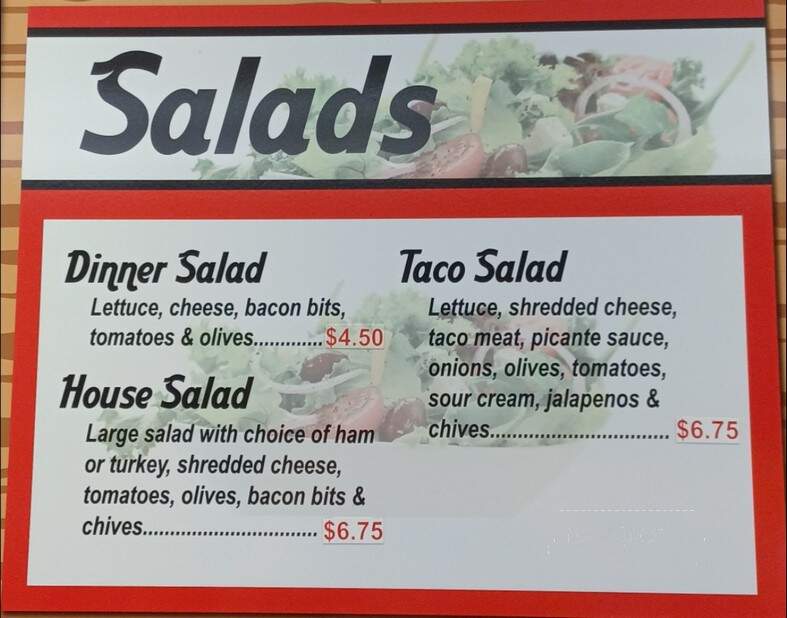 Salads
Dinner Salad
Lettuce, cheese, bacon bits,
tomatoes & olives.............$4.50
House Salad
Large salad with choice of ham
or turkey, shredded cheese,
tomatoes, olives, bacon bits &
chives................................ $6.75
Taco Salad
Lettuce, shredded cheese,
taco meat, picante sauce,
onions, olives, tomatoes,
sour cream, jalapenos &
chives................................. $6.75